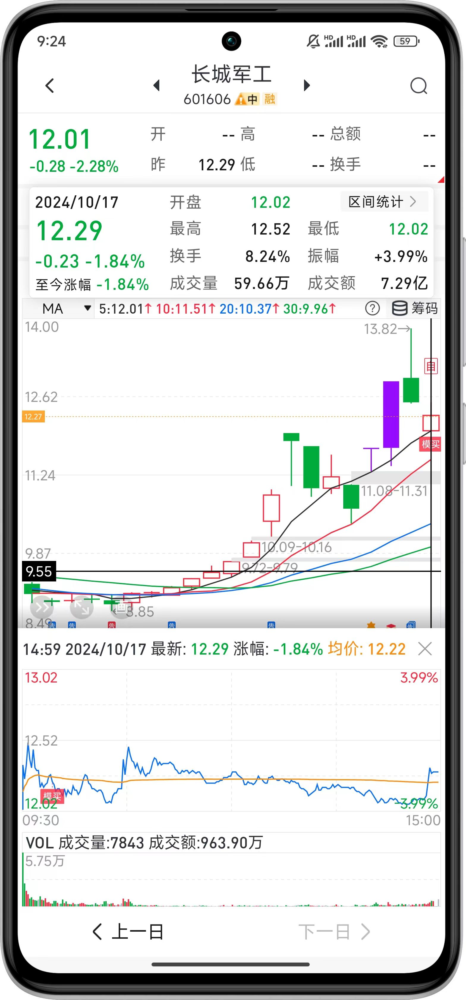 9:24 HD HD 59
长城军工
601606 中 融
12.01 开 -- 高 -- 总额 --
-0.28 -2.28% 昨 12.29 低 -- 换手 --
2024/10/17 开盘 12.02 区间统计
12.29 最高 12.52 最低 12.02
-0.23 -1.84% 换手 8.24% 振幅 +3.99%
至今涨幅 -1.84% 成交量 59.66万 成交额 7.29亿
MA 5:12.01↑ 10:11.51↑ 20:10.37↑ 30:9.96↑ ? 筹码
14.00
13.82→
自
12.62
12.27
模买
11.24
11.08-11.31
10.09-10.16
9.87
9.72-9.79
9.55
画
←8.85
8.49
告 告 告 告 告 告
14:59 2024/10/17 最新: 12.29 涨幅: -1.84% 均价: 12.22
13.02 3.99%
12.52
模买
12.02 -3.99%
09:30 15:00
VOL 成交量:7843 成交额:963.90万
5.75万
上一日 下一日